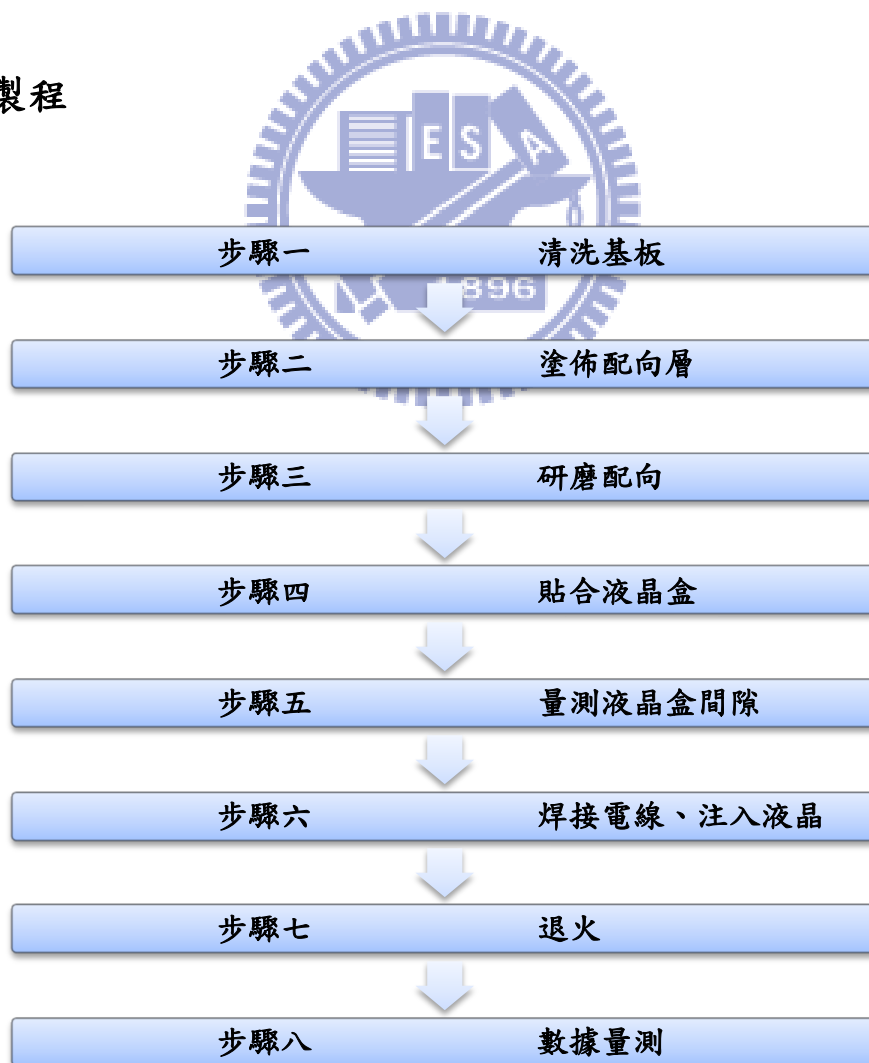 製程
E S A
步驟一 清洗基板
1896
步驟二 塗佈配向層
步驟三 研磨配向
步驟四 貼合液晶盒
步驟五 量測液晶盒間隙
步驟六 焊接電線、注入液晶
步驟七 退火
步驟八 數據量測